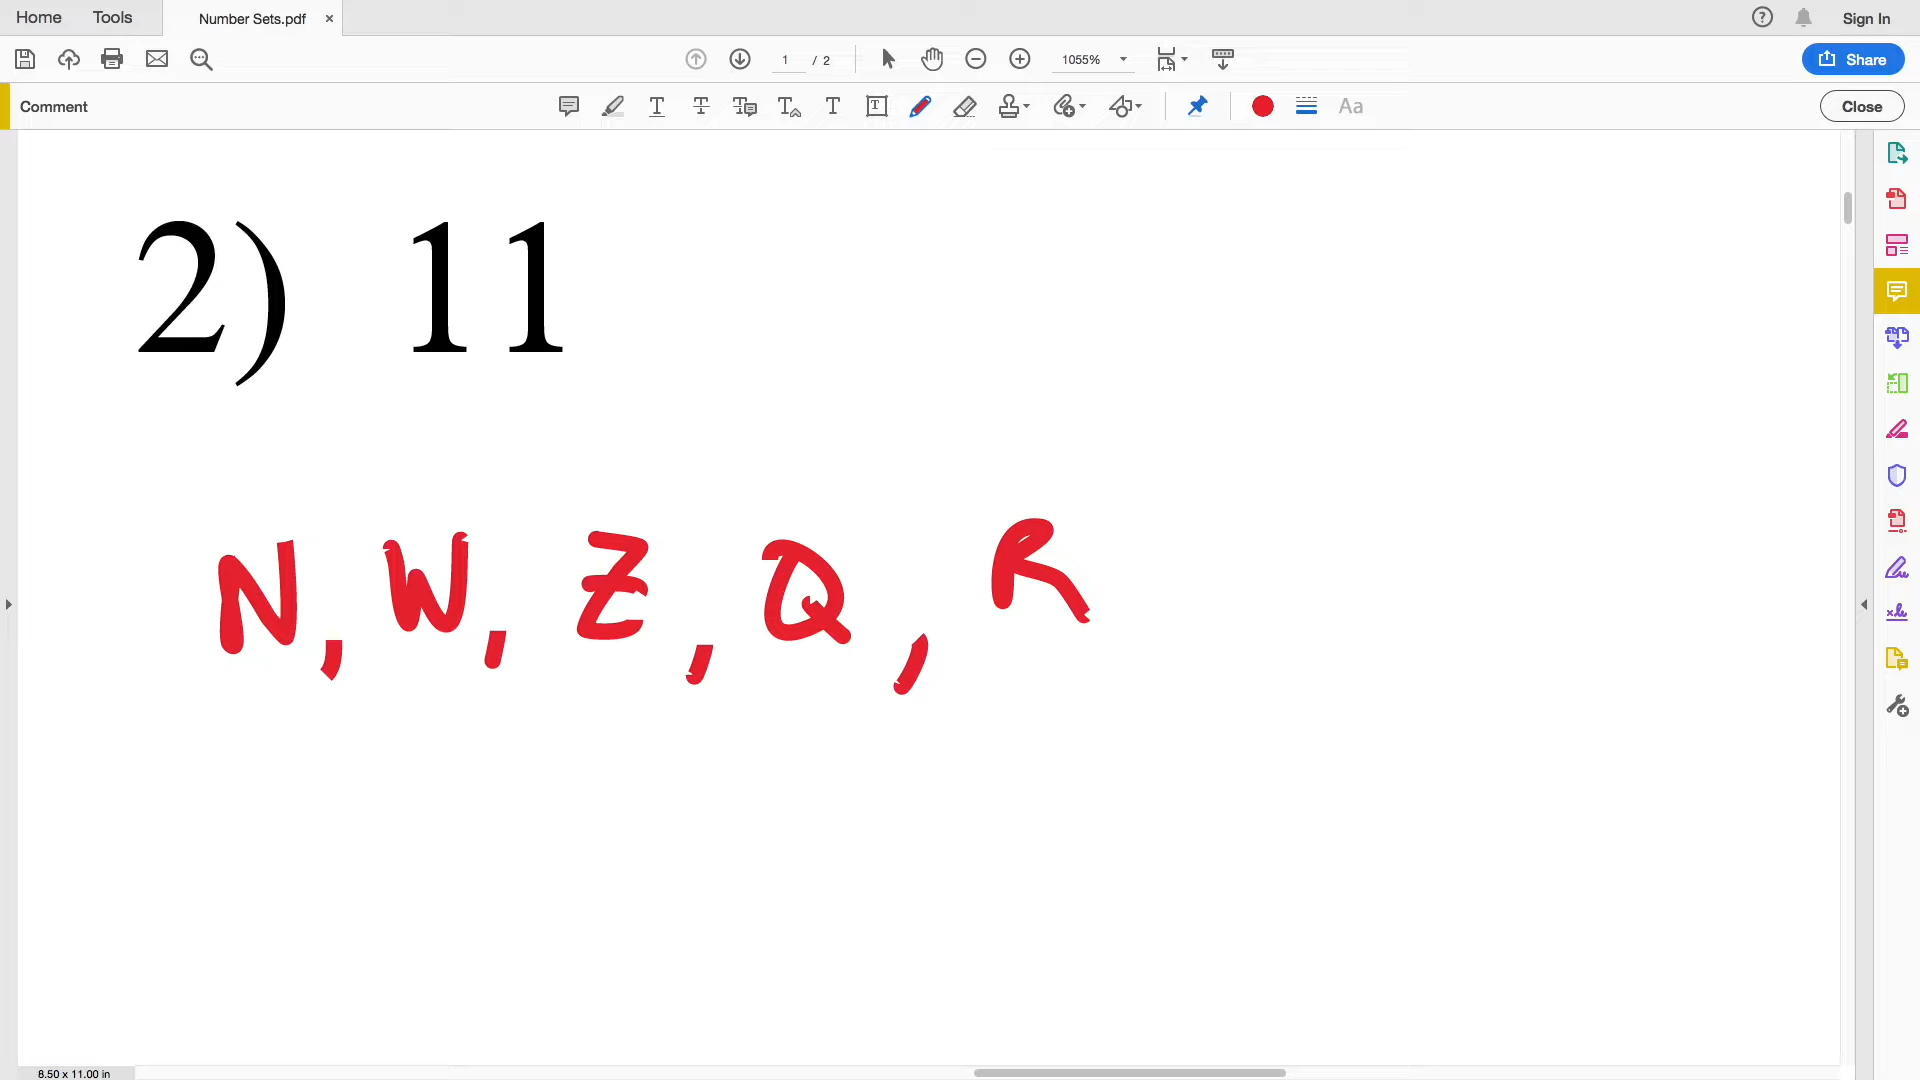 Home Tools Number Sets.pdf × Sign In
1 / 2 1055% Share
Comment Aa Close
2) 11
N, W, Z, Q, R
8.50 x 11.00 in